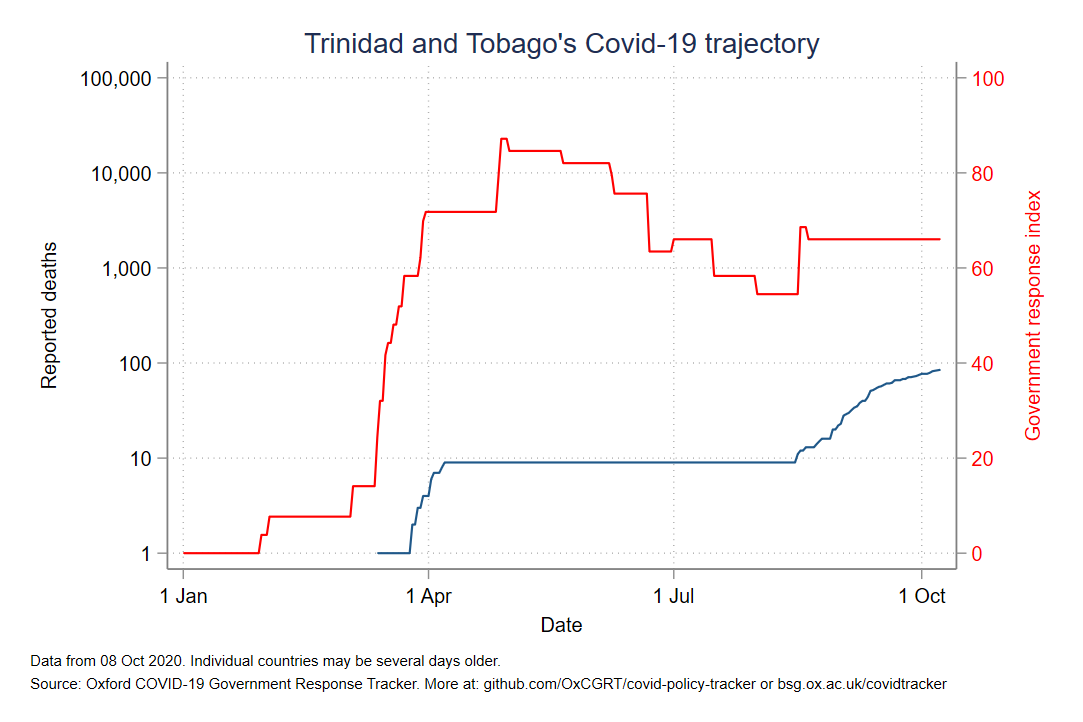 Trinidad and Tobago's Covid-19 trajectory
100,000
10,000
1,000
100
10
1
Reported deaths
100
80
60
40
20
0
Government response index
1 Jan
1 Apr
1 Jul
1 Oct
Date
Data from 08 Oct 2020. Individual countries may be several days older.
Source: Oxford COVID-19 Government Response Tracker. More at: github.com/OxCGRT/covid-policy-tracker or bsg.ox.ac.uk/covidtracker